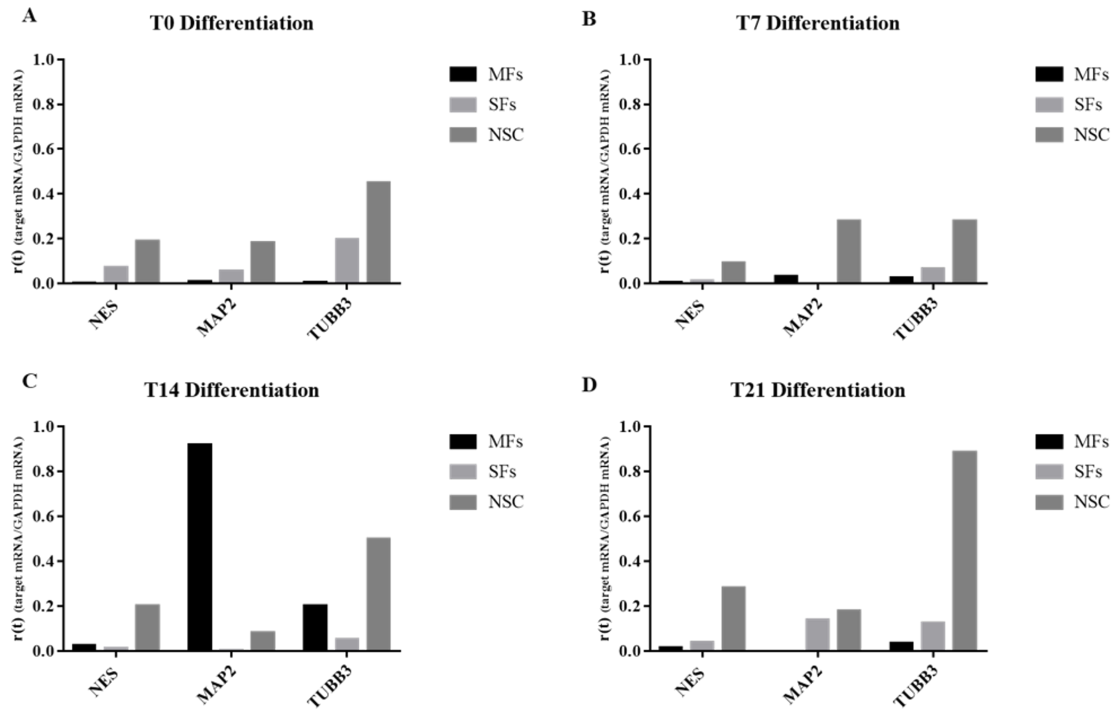 A
T0 Differentiation
r(t) (target mRNA/GAPDH mRNA)
1.0
0.8
0.6
0.4
0.2
0.0
NES
MAP2
TUBB3
MFs
SFs
NSC
B
T7 Differentiation
r(t) (target mRNA/GAPDH mRNA)
1.0
0.8
0.6
0.4
0.2
0.0
NES
MAP2
TUBB3
MFs
SFs
NSC
C
T14 Differentiation
r(t) (target mRNA/GAPDH mRNA)
1.0
0.8
0.6
0.4
0.2
0.0
NES
MAP2
TUBB3
MFs
SFs
NSC
D
T21 Differentiation
r(t) (target mRNA/GAPDH mRNA)
1.0
0.8
0.6
0.4
0.2
0.0
NES
MAP2
TUBB3
MFs
SFs
NSC